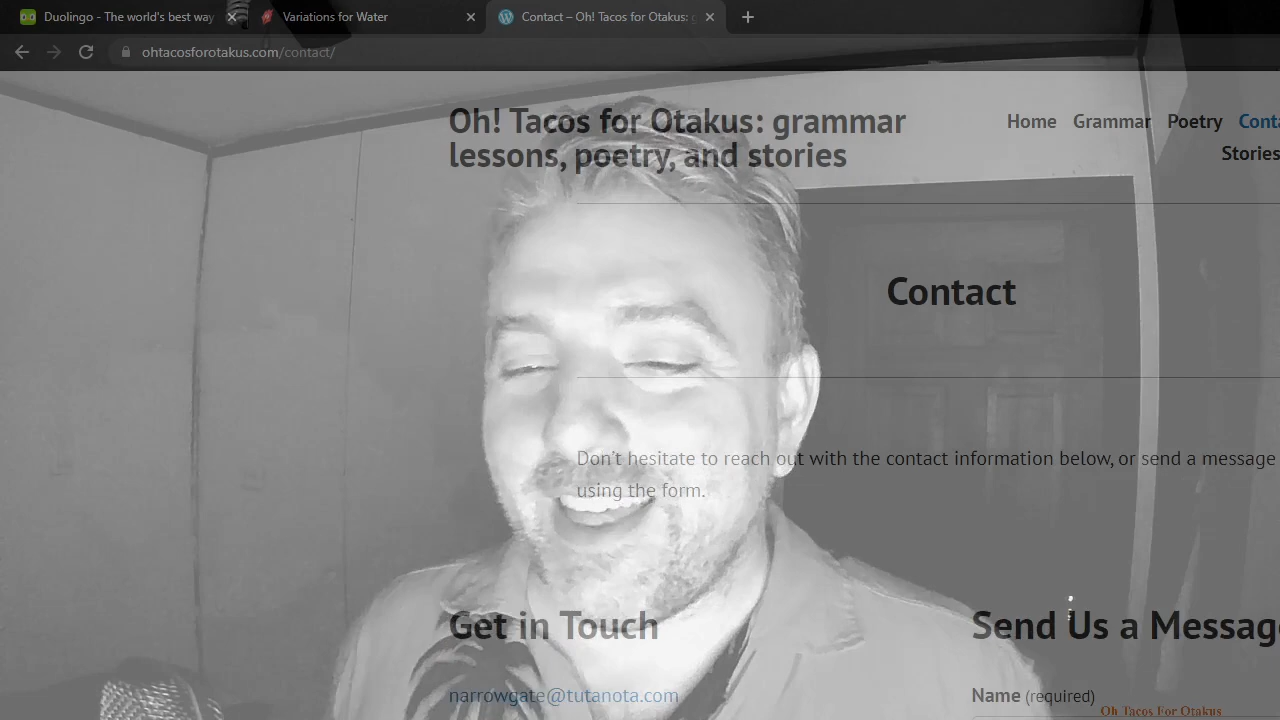 Duolingo - The world's best way
Variations for Water
Contact – Oh! Tacos for Otakus: g
ohtacosforotakus.com/contact/
Oh! Tacos for Otakus: grammar
lessons, poetry, and stories
Home Grammar Poetry Conta
Stories
Contact
Don't hesitate to reach out with the contact information below, or send a message
using the form.
Get in Touch
Send Us a Message
narrowgate@tutanota.com
Name (required)
Oh Tacos For Otakus